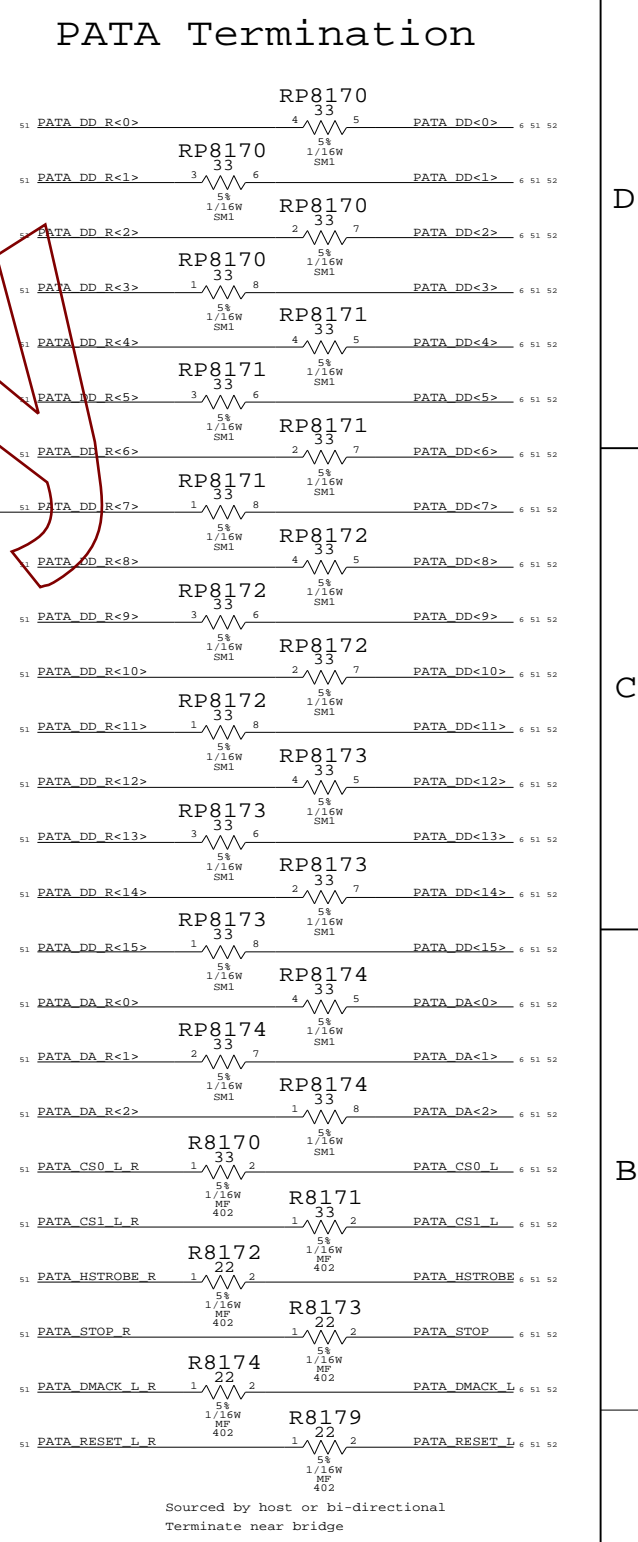 PATA Termination
RP8170
33
51 PATA_DD_R<0> 4 5 PATA_DD<0> 6 51 52
5%
1/16W
SM1
RP8170
33
51 PATA_DD_R<1> 3 6 PATA_DD<1> 6 51 52
5%
1/16W
SM1
D
RP8170
33
51 PATA_DD_R<2> 2 7 PATA_DD<2> 6 51 52
5%
1/16W
SM1
RP8170
33
51 PATA_DD_R<3> 1 8 PATA_DD<3> 6 51 52
5%
1/16W
SM1
RP8171
33
51 PATA_DD_R<4> 4 5 PATA_DD<4> 6 51 52
5%
1/16W
SM1
RP8171
33
51 PATA_DD_R<5> 3 6 PATA_DD<5> 6 51 52
5%
1/16W
SM1
RP8171
33
51 PATA_DD_R<6> 2 7 PATA_DD<6> 6 51 52
5%
1/16W
SM1
RP8171
33
51 PATA_DD_R<7> 1 8 PATA_DD<7> 6 51 52
5%
1/16W
SM1
RP8172
33
51 PATA_DD_R<8> 4 5 PATA_DD<8> 6 51 52
5%
1/16W
SM1
RP8172
33
51 PATA_DD_R<9> 3 6 PATA_DD<9> 6 51 52
5%
1/16W
SM1
RP8172
33
51 PATA_DD_R<10> 2 7 PATA_DD<10> 6 51 52
5%
1/16W
SM1
C
RP8172
33
51 PATA_DD_R<11> 1 8 PATA_DD<11> 6 51 52
5%
1/16W
SM1
RP8173
33
51 PATA_DD_R<12> 4 5 PATA_DD<12> 6 51 52
5%
1/16W
SM1
RP8173
33
51 PATA_DD_R<13> 3 6 PATA_DD<13> 6 51 52
5%
1/16W
SM1
RP8173
33
51 PATA_DD_R<14> 2 7 PATA_DD<14> 6 51 52
5%
1/16W
SM1
RP8173
33
51 PATA_DD_R<15> 1 8 PATA_DD<15> 6 51 52
5%
1/16W
SM1
RP8174
33
51 PATA_DA_R<0> 4 5 PATA_DA<0> 6 51 52
5%
1/16W
SM1
RP8174
33
51 PATA_DA_R<1> 2 7 PATA_DA<1> 6 51 52
5%
1/16W
SM1
RP8174
33
51 PATA_DA_R<2> 1 8 PATA_DA<2> 6 51 52
5%
1/16W
SM1
R8170
33
51 PATA_CS0_L_R 1 2 PATA_CS0_L 6 51 52
5%
1/16W
MF
402
B
R8171
33
51 PATA_CS1_L_R 1 2 PATA_CS1_L 6 51 52
5%
1/16W
MF
402
R8172
22
51 PATA_HSTROBE_R 1 2 PATA_HSTROBE 6 51 52
5%
1/16W
MF
402
R8173
22
51 PATA_STOP_R 1 2 PATA_STOP 6 51 52
5%
1/16W
MF
402
R8174
22
51 PATA_DMACK_L_R 1 2 PATA_DMACK_L 6 51 52
5%
1/16W
MF
402
R8179
22
51 PATA_RESET_L_R 1 2 PATA_RESET_L 6 51 52
5%
1/16W
MF
402
Sourced by host or bi-directional
Terminate near bridge